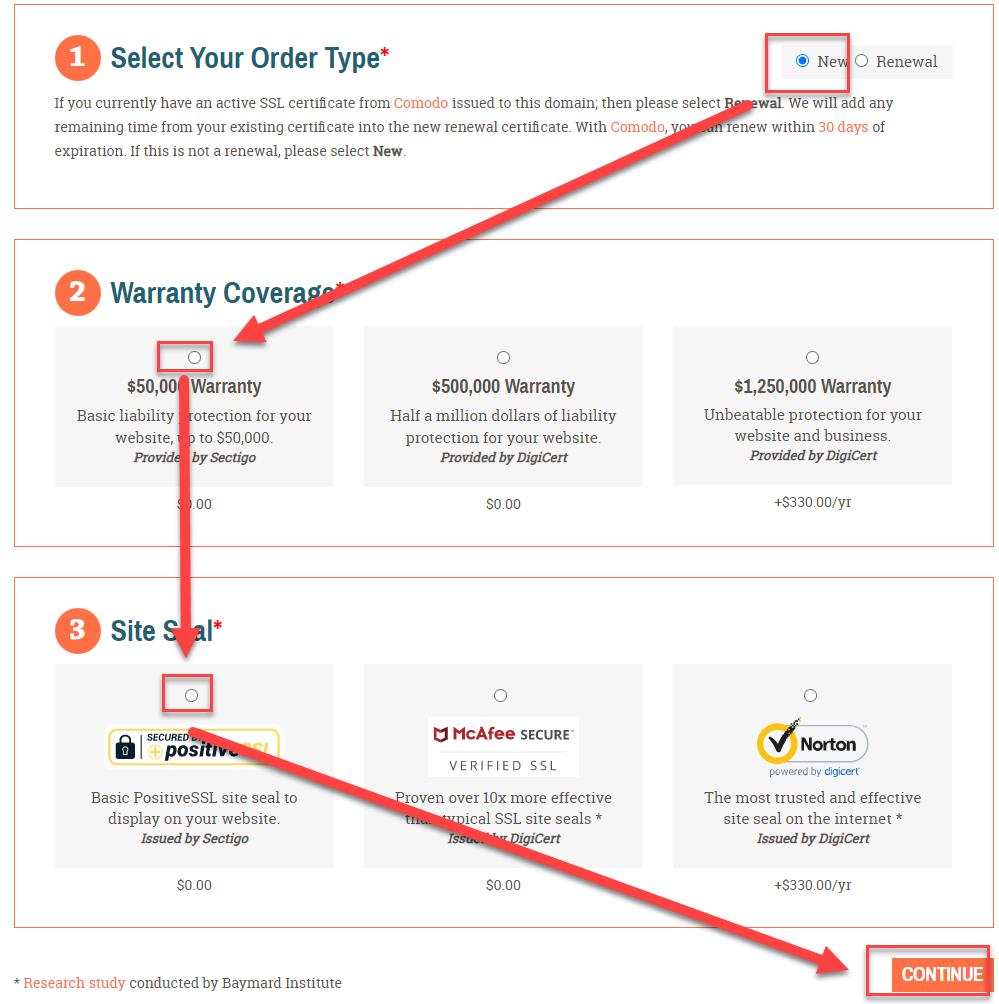 1 Select Your Order Type*
New Renewal
If you currently have an active SSL certificate from Comodo issued to this domain; then please select Renewal. We will add any
remaining time from your existing certificate into the new renewal certificate. With Comodo, you can renew within 30 days of
expiration. If this is not a renewal, please select New.
2 Warranty Coverage*
$50,000 Warranty
Basic liability protection for your
website, up to $50,000.
Provided by Sectigo
$0.00
$500,000 Warranty
Half a million dollars of liability
protection for your website.
Provided by DigiCert
$0.00
$1,250,000 Warranty
Unbeatable protection for your
website and business.
Provided by DigiCert
+$330.00/yr
3 Site Seal*
SECURED BY
positiveSSL
Basic PositiveSSL site seal to
display on your website.
Issued by Sectigo
$0.00
McAfee SECURE™
VERIFIED SSL
Proven over 10x more effective
than typical SSL site seals *
Issued by DigiCert
$0.00
Norton™
powered by digicert
The most trusted and effective
site seal on the internet *
Issued by DigiCert
+$330.00/yr
* Research study conducted by Baymard Institute
CONTINUE